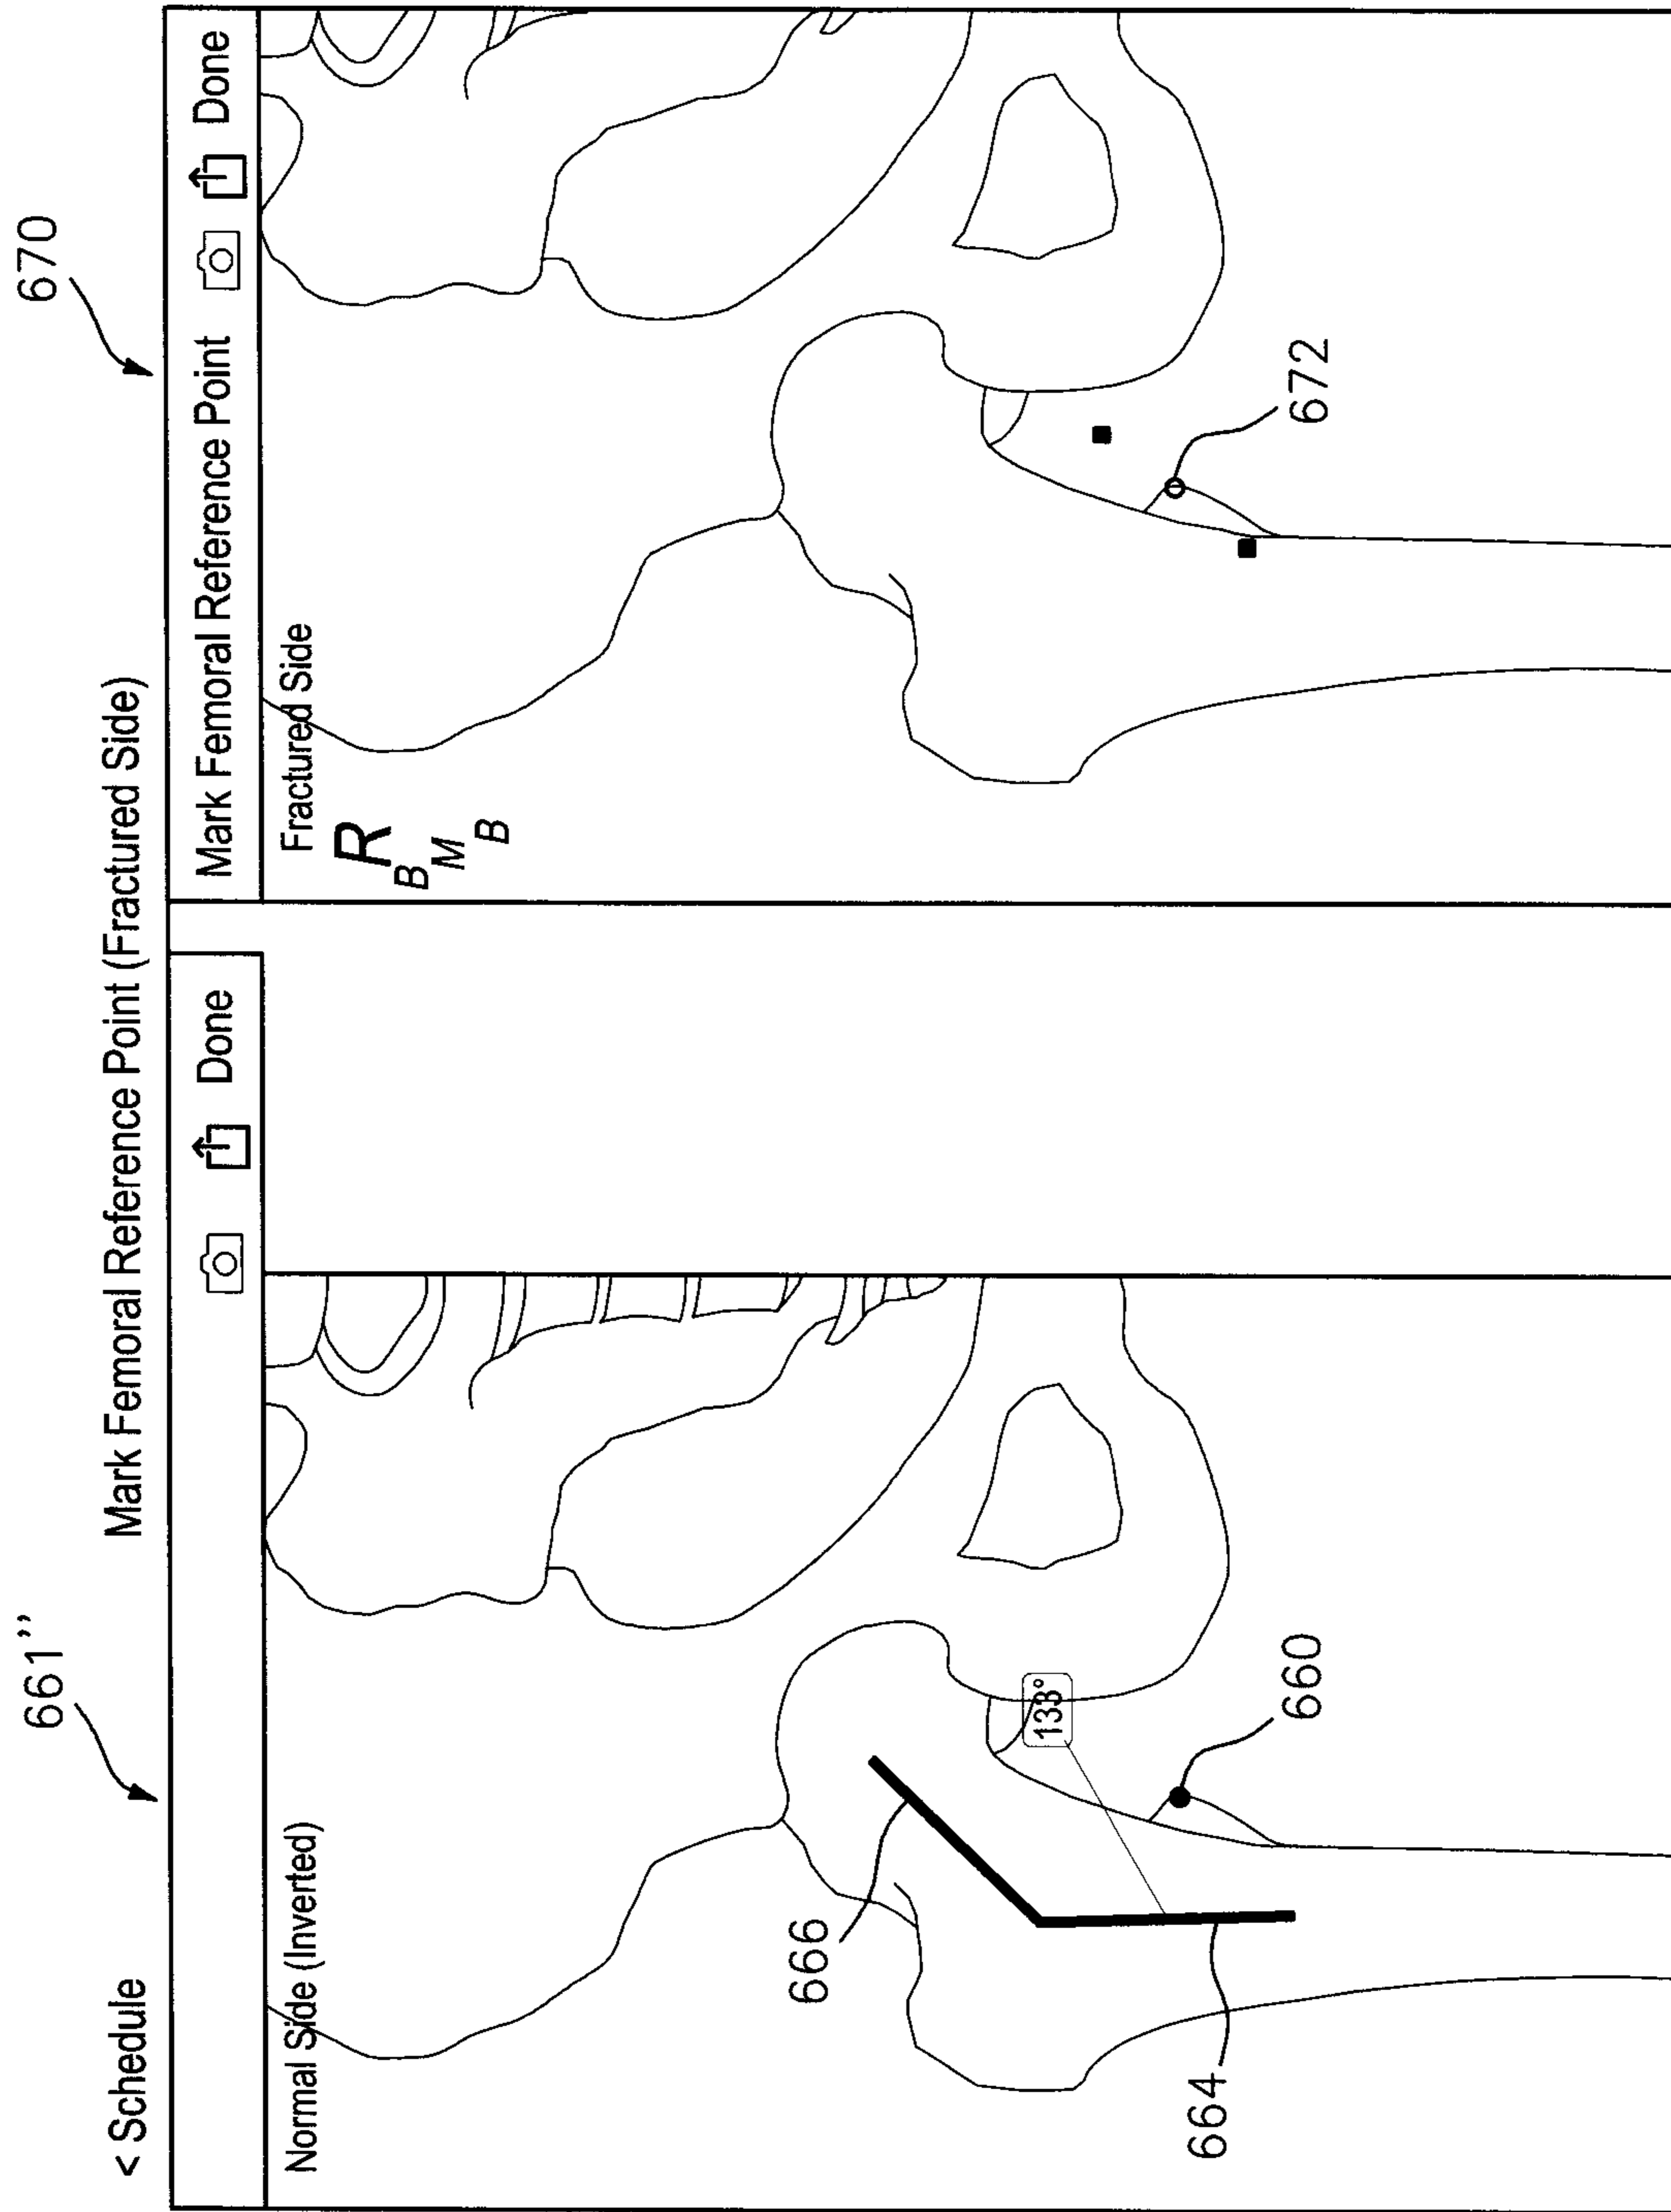 661’’
670
< Schedule
Mark Femoral Reference Point (Fractured Side)
Done
Mark Femoral Reference Point
Done
Normal Side (Inverted)
Fractured Side
R
B
M
B
666
133°
664
660
672